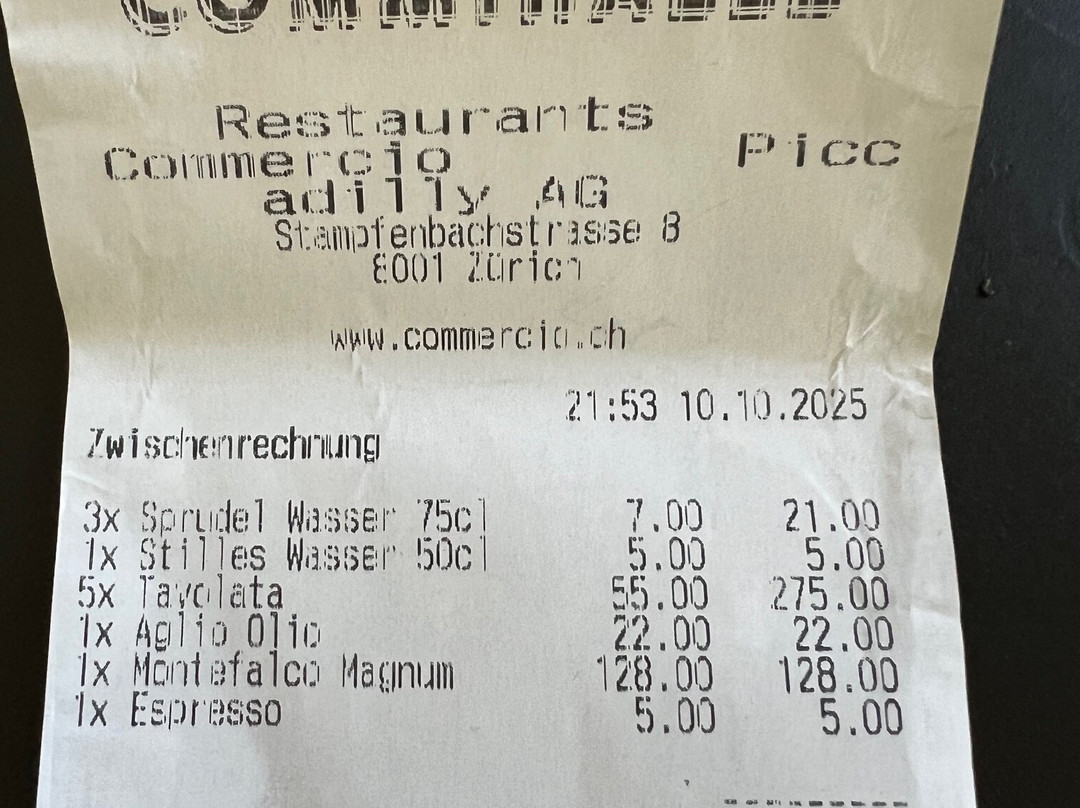 Restaurants
Commercio Picc
adilly AG
Stampfenbachstrasse 8
8001 Zürich
www.commercio.ch
21:53 10.10.2025
Zwischenrechnung
3x Sprudel Wasser 75cl 7.00 21.00
1x Stilles Wasser 50cl 5.00 5.00
5x Tavolata 55.00 275.00
1x Aglio Olio 22.00 22.00
1x Montefalco Magnum 128.00 128.00
1x Espresso 5.00 5.00